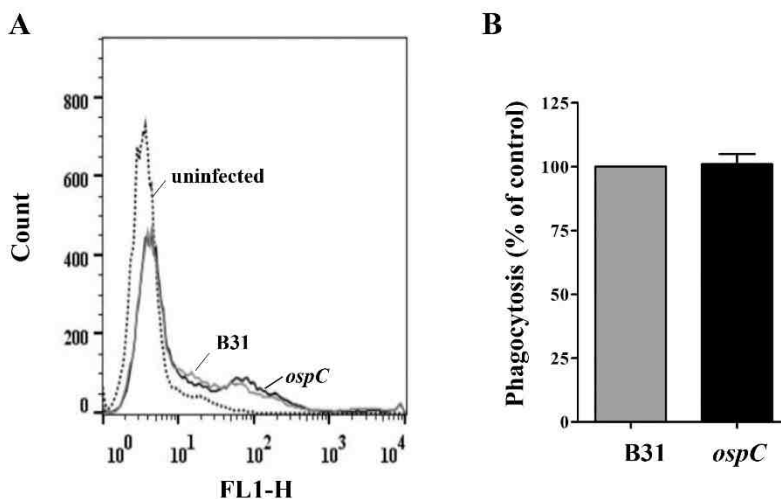 A
Count
800
600
400
200
0
uninfected
B31
ospC
10^0
10^1
10^2
10^3
10^4
FL1-H
B
Phagocytosis (% of control)
125
100
75
50
25
0
B31
ospC